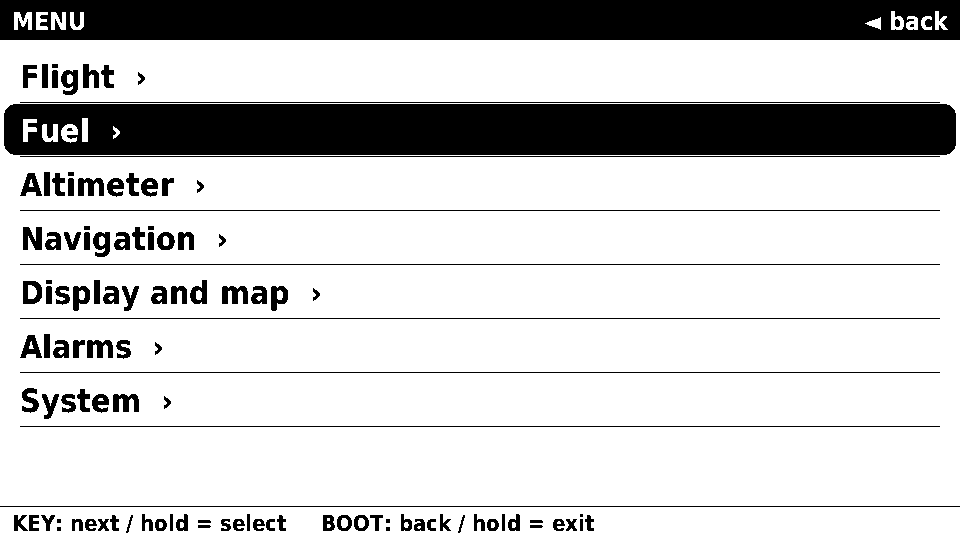 MENU ◄ back
Flight ›
Fuel ›
Altimeter ›
Navigation ›
Display and map ›
Alarms ›
System ›
KEY: next / hold = select BOOT: back / hold = exit